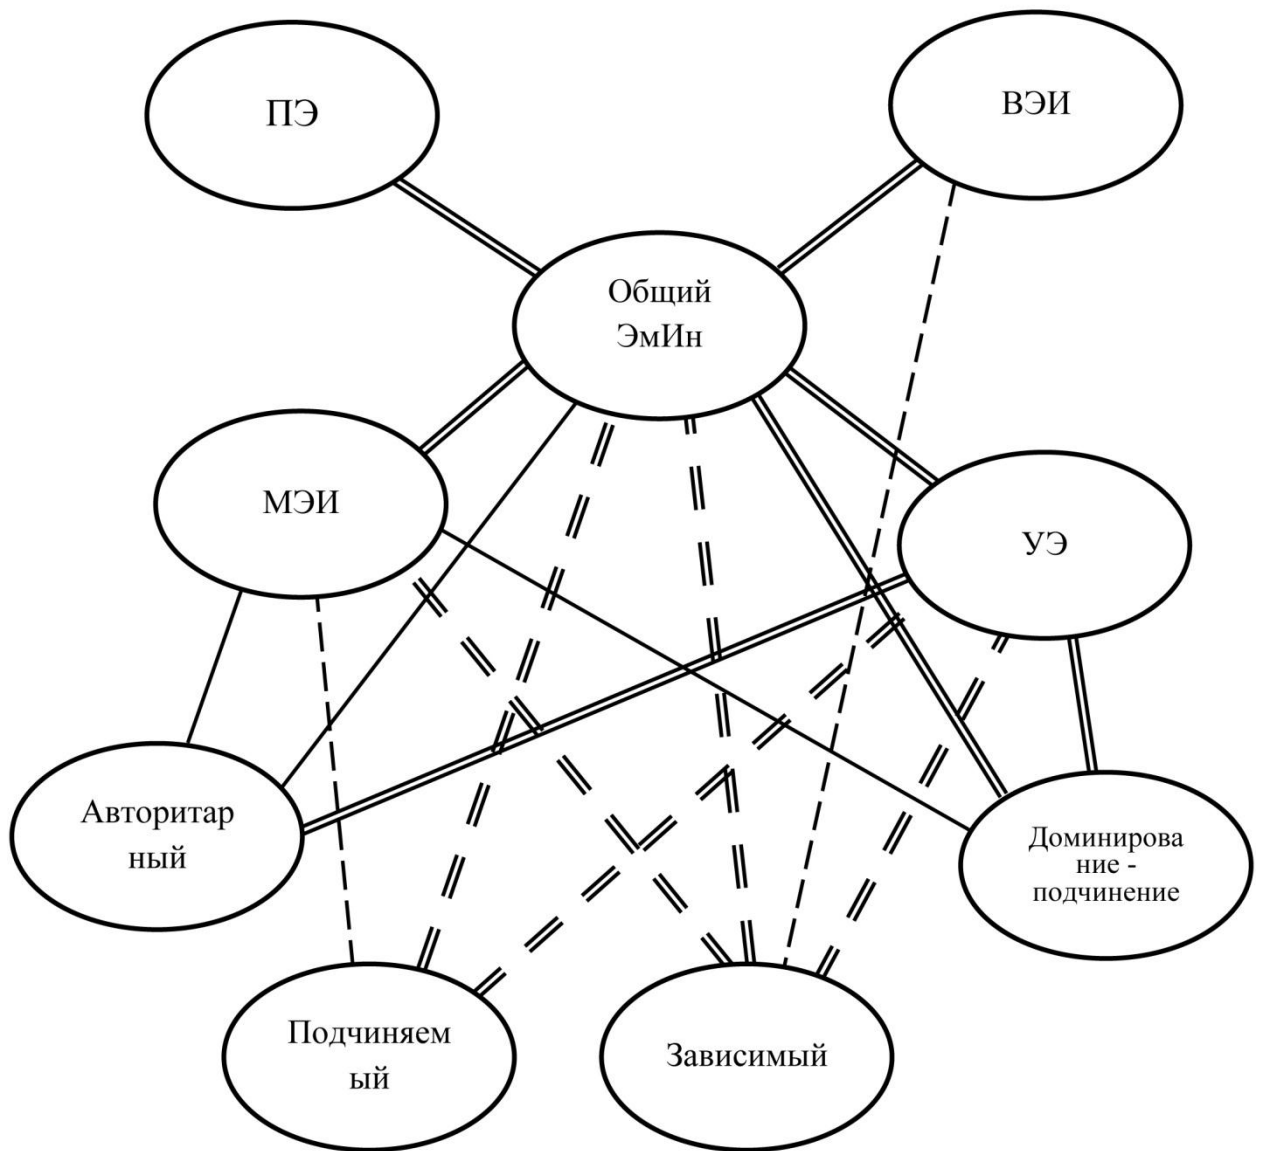 ПЭ
ВЭИ
Общий
ЭмИн
МЭИ
УЭ
Авторитар
ный
Доминирова
ние -
подчинение
Подчиняем
ый
Зависимый